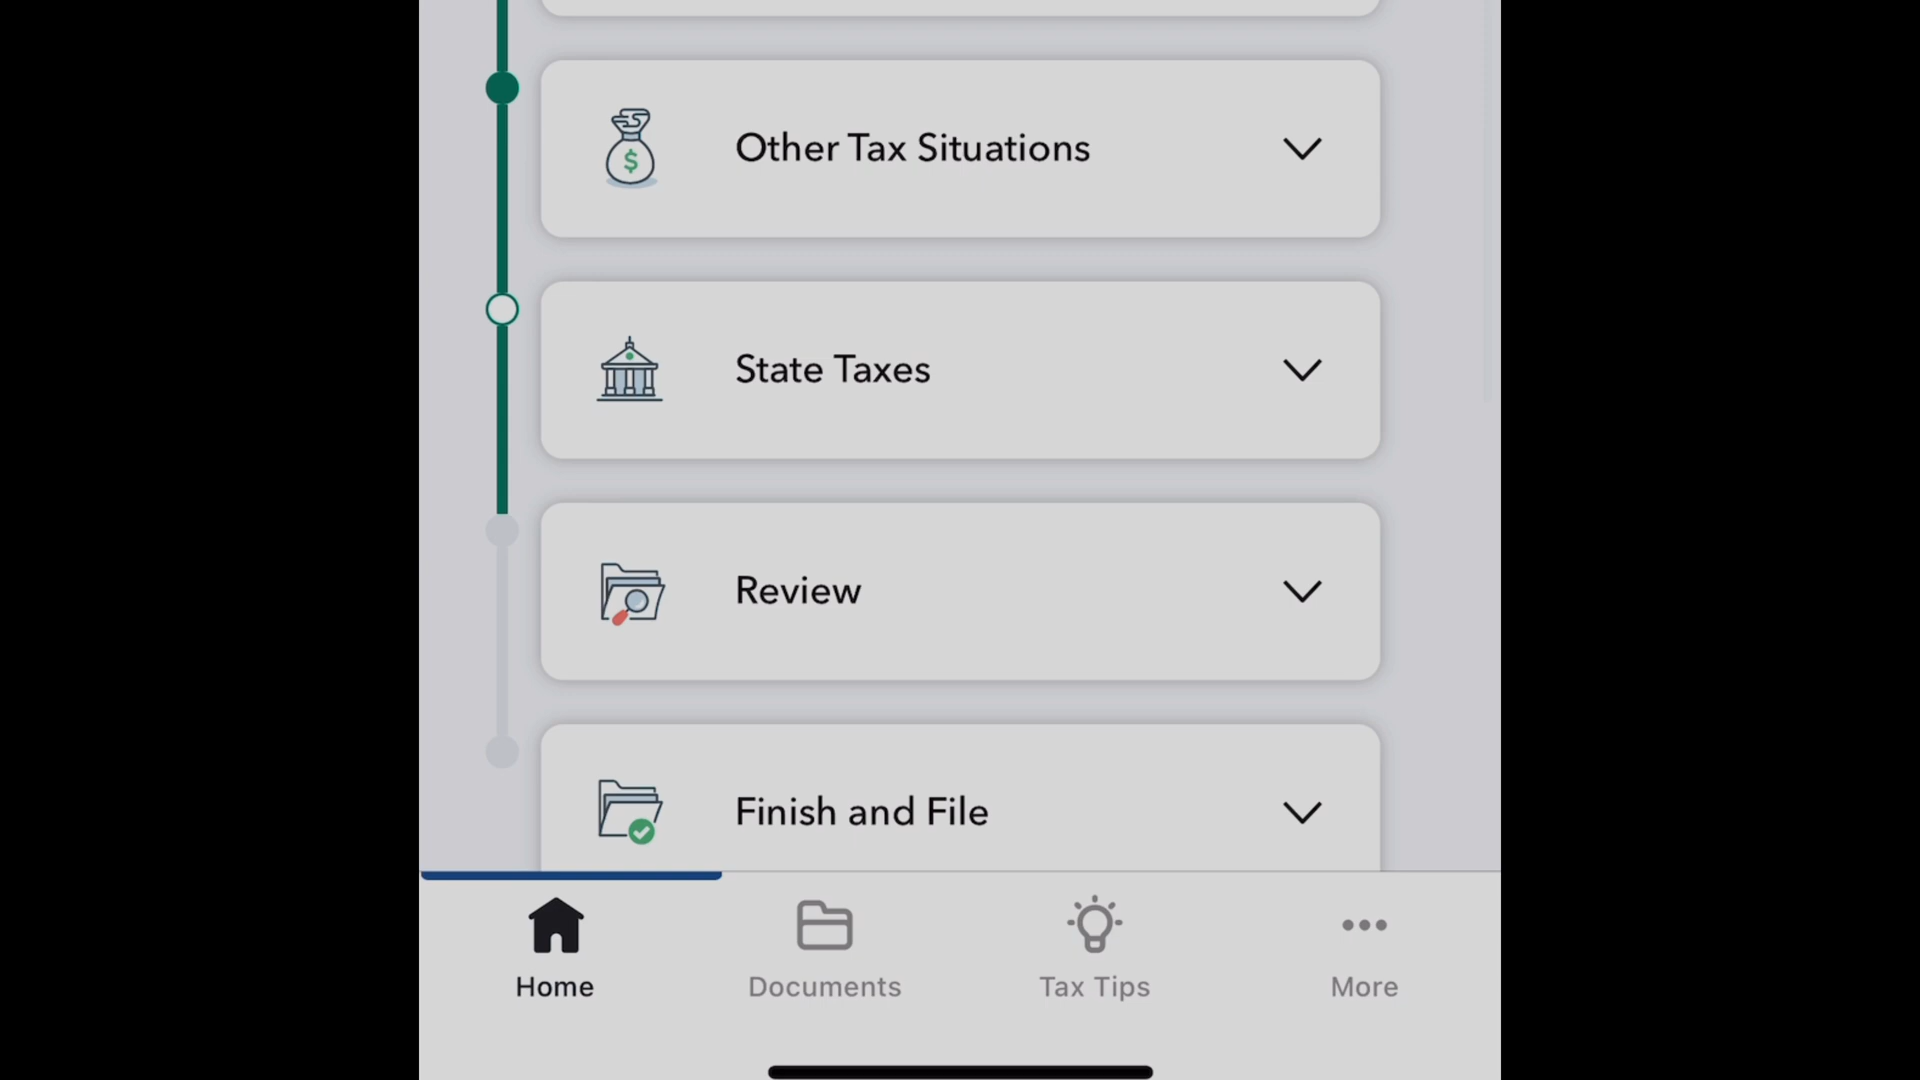 Other Tax Situations
State Taxes
Review
Finish and File
Home
Documents
Tax Tips
More